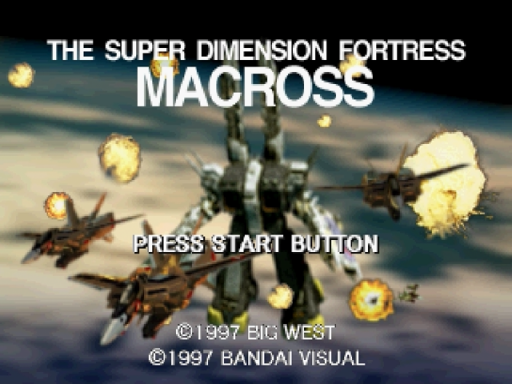 THE SUPER DIMENSION FORTRESS
MACROSS
PRESS START BUTTON
©1997 BIG WEST
©1997 BANDAI VISUAL